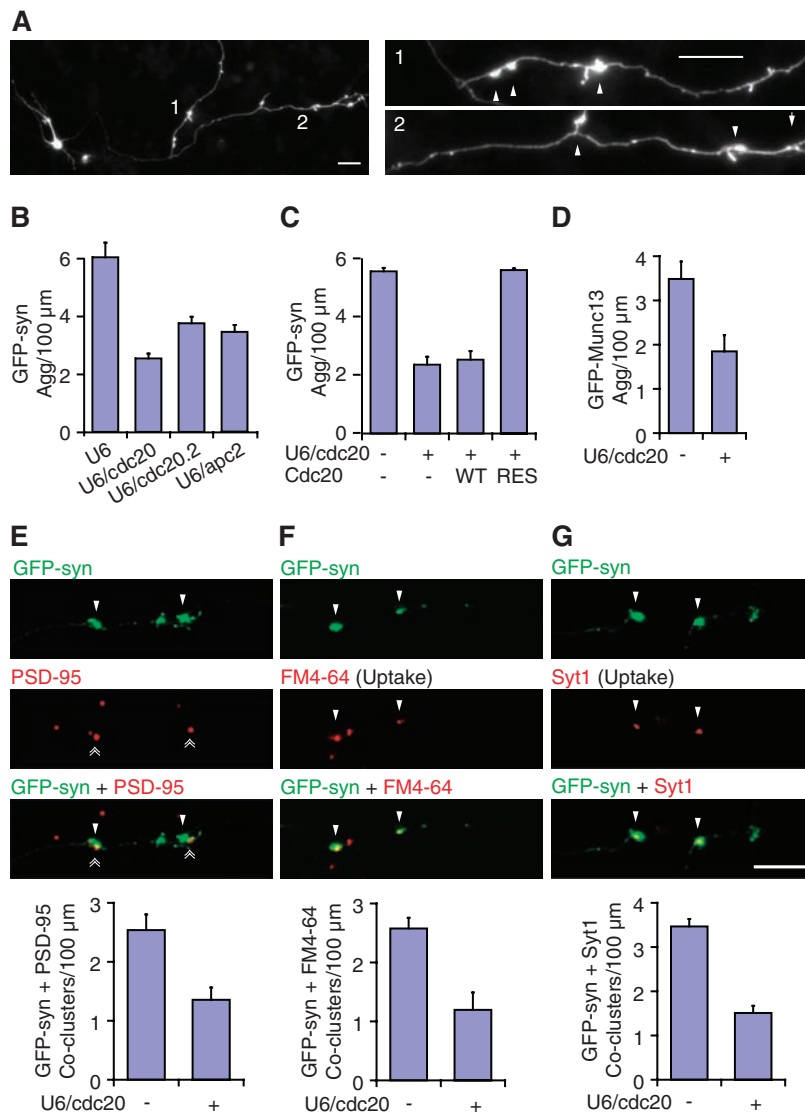 A
1
2
1
2
B
GFP-syn
Agg/100 µm
6
4
2
0
U6
U6/cdc20
U6/cdc20.2
U6/apc2
C
GFP-syn
Agg/100 µm
6
4
2
0
U6/cdc20 - + + +
Cdc20 - - WT RES
D
GFP-Munc13
Agg/100 µm
4
3
2
1
0
U6/cdc20 - +
E
GFP-syn
PSD-95
GFP-syn + PSD-95
GFP-syn + PSD-95
Co-clusters/100 µm
3
2
1
0
U6/cdc20 - +
F
GFP-syn
FM4-64 (Uptake)
GFP-syn + FM4-64
GFP-syn + FM4-64
Co-clusters/100 µm
3
2
1
0
U6/cdc20 - +
G
GFP-syn
Syt1 (Uptake)
GFP-syn + Syt1
GFP-syn + Syt1
Co-clusters/100 µm
4
3
2
1
0
U6/cdc20 - +